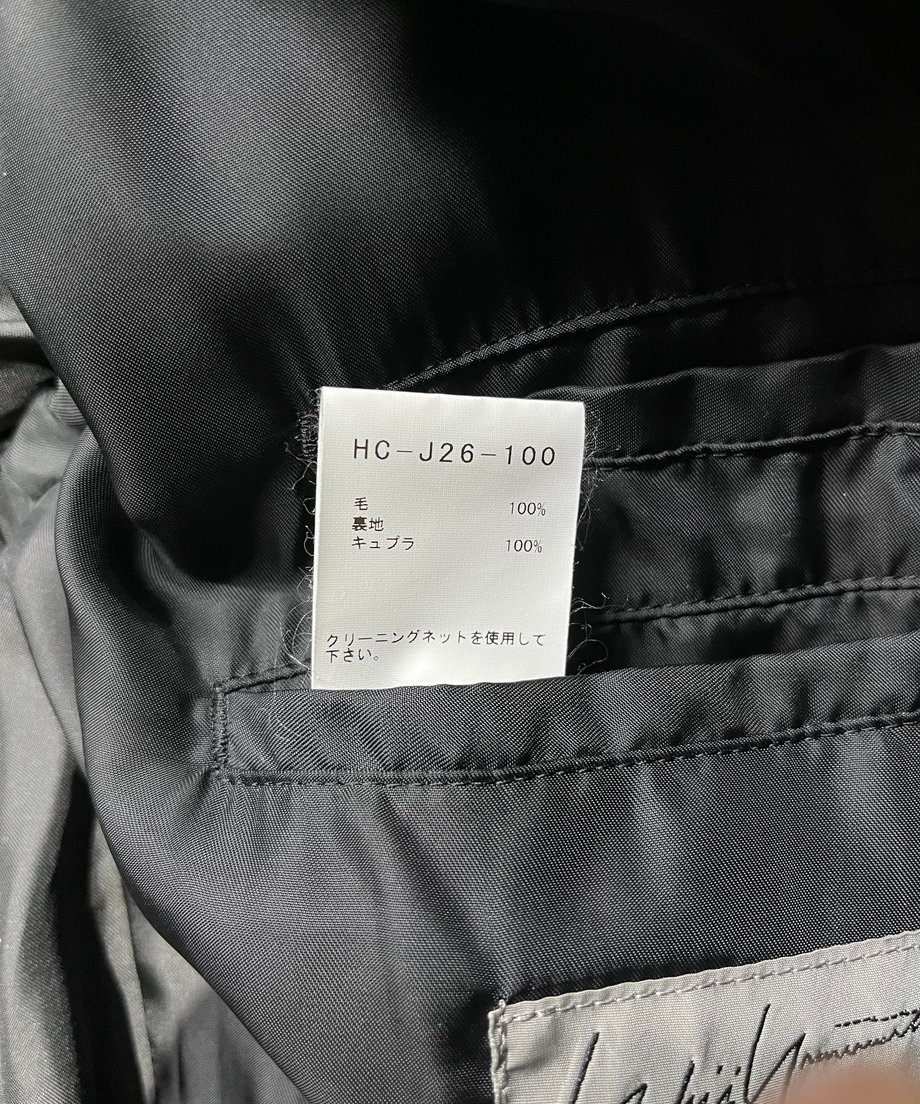 HC-J26-100
毛 100%
裏地
キュプラ 100%
クリーニングネットを使用して
下さい。